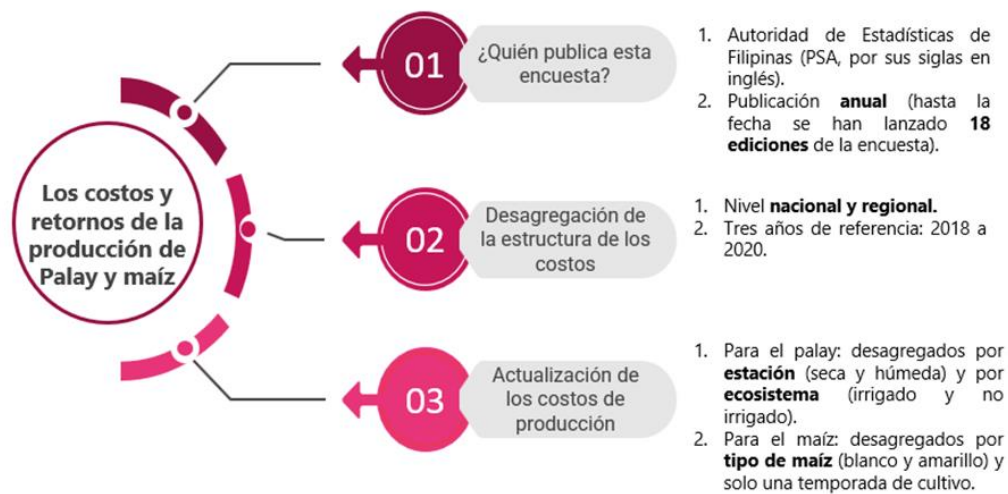 Los costos y
retornos de la
producción de
Palay y maíz
01
¿Quién publica esta
encuesta?
1. Autoridad de Estadísticas de
Filipinas (PSA, por sus siglas en
inglés).
2. Publicación anual (hasta la
fecha se han lanzado 18
ediciones de la encuesta).
02
Desagregación de
la estructura de los
costos
1. Nivel nacional y regional.
2. Tres años de referencia: 2018 a
2020.
03
Actualización de
los costos de
producción
1. Para el palay: desagregados por
estación (seca y húmeda) y por
ecosistema (irrigado y no
irrigado).
2. Para el maíz: desagregados por
tipo de maíz (blanco y amarillo) y
solo una temporada de cultivo.